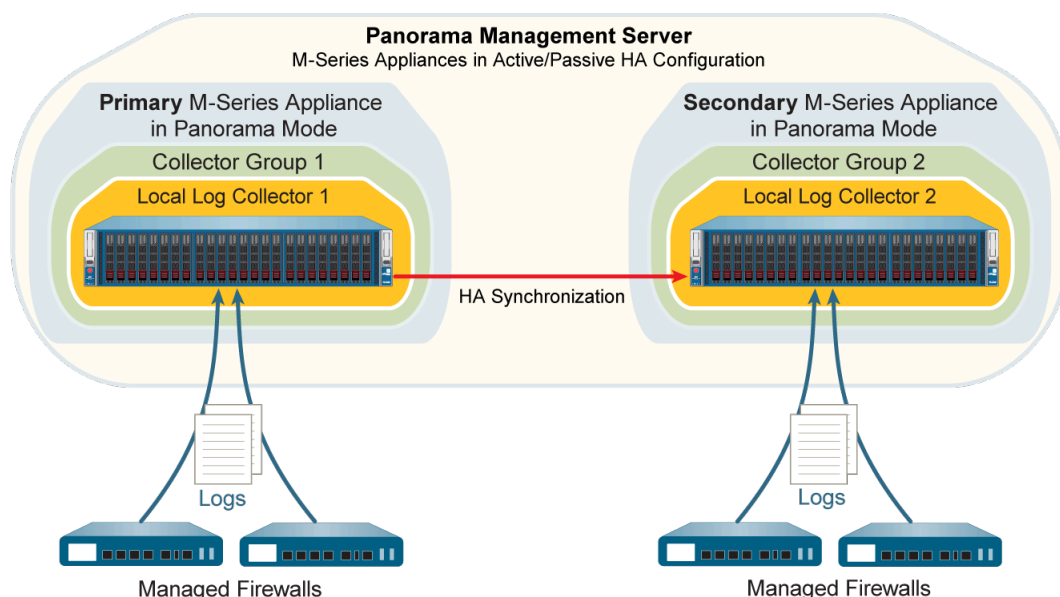 Panorama Management Server
M-Series Appliances in Active/Passive HA Configuration
Primary M-Series Appliance
in Panorama Mode
Collector Group 1
Local Log Collector 1
Secondary M-Series Appliance
in Panorama Mode
Collector Group 2
Local Log Collector 2
HA Synchronization
Logs
Logs
Managed Firewalls
Managed Firewalls